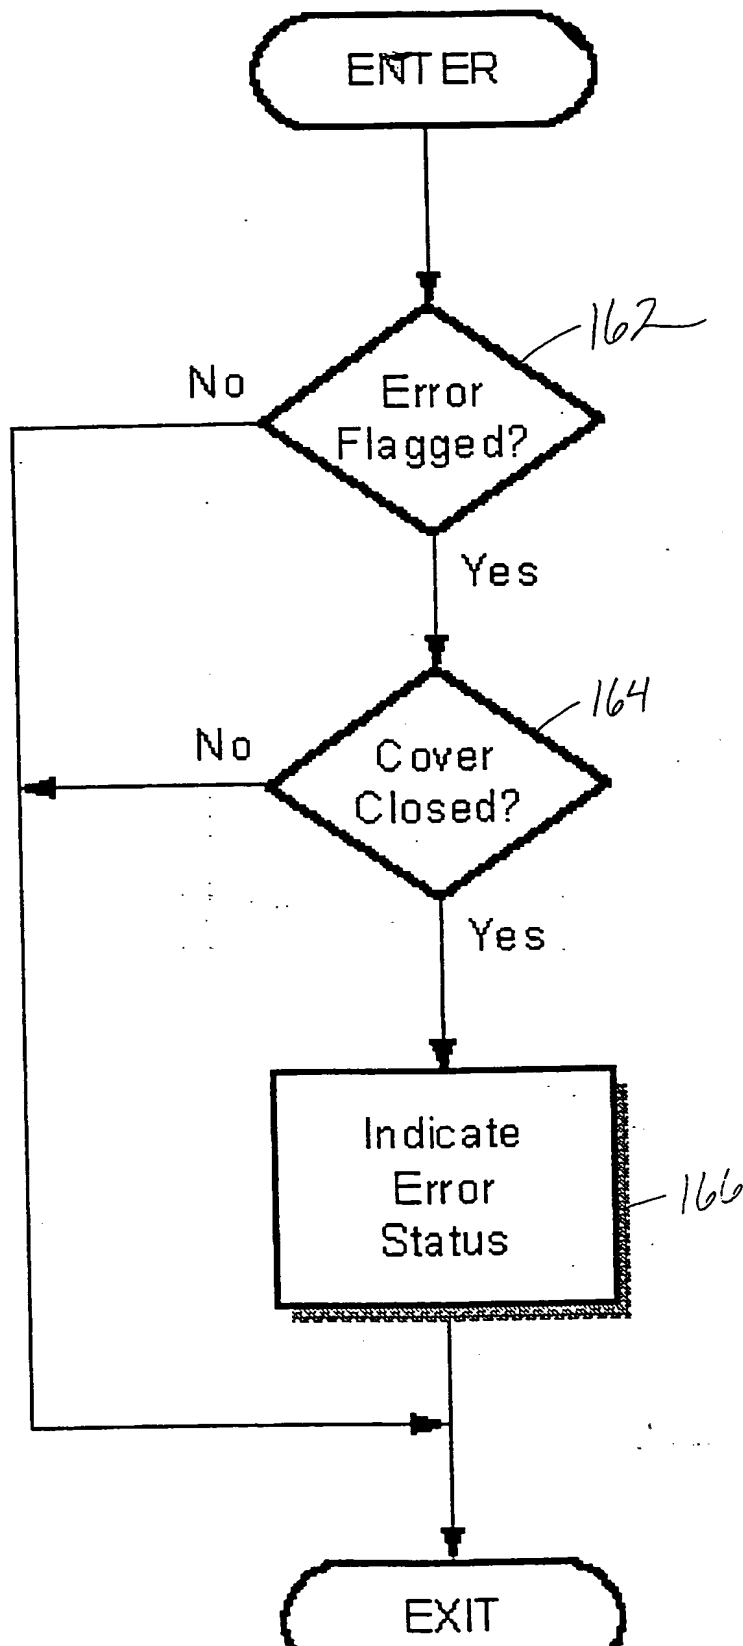 ENTER
162
No
Error
Flagged?
Yes
164
No
Cover
Closed?
Yes
Indicate
Error
Status
166
EXIT